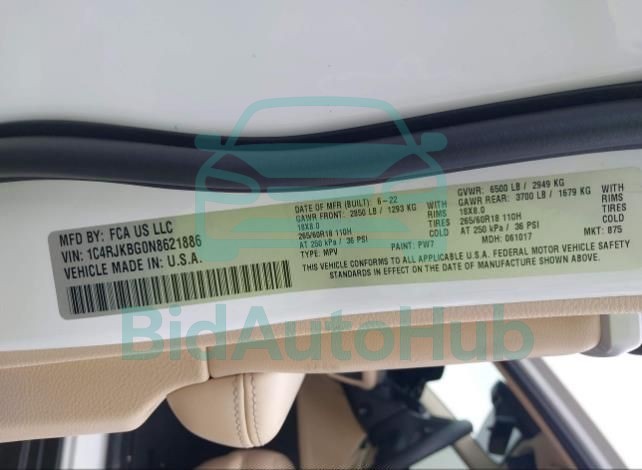 MFD BY: FCA US LLC
VIN: 1C4RJKBG0N8621886
VEHICLE MADE IN: U.S.A.
DATE OF MFR (BUILT): 6-22
GAWR FRONT: 2850 LB / 1293 KG WITH
18X8.0 RIMS
265/60R18 110H TIRES
AT 250 kPa / 36 PSI COLD
TYPE: MPV PAINT: PW7
GVWR: 6500 LB / 2949 KG
GAWR REAR: 3700 LB / 1679 KG WITH
18X8.0 RIMS
265/60R18 110H TIRES
AT 250 kPa / 36 PSI COLD
MDH: 061017 MKT: 875
THIS VEHICLE CONFORMS TO ALL APPLICABLE U.S.A. FEDERAL MOTOR VEHICLE
SAFETY STANDARDS IN EFFECT ON THE DATE OF MANUFACTURE SHOWN ABOVE.
BidAutoHub